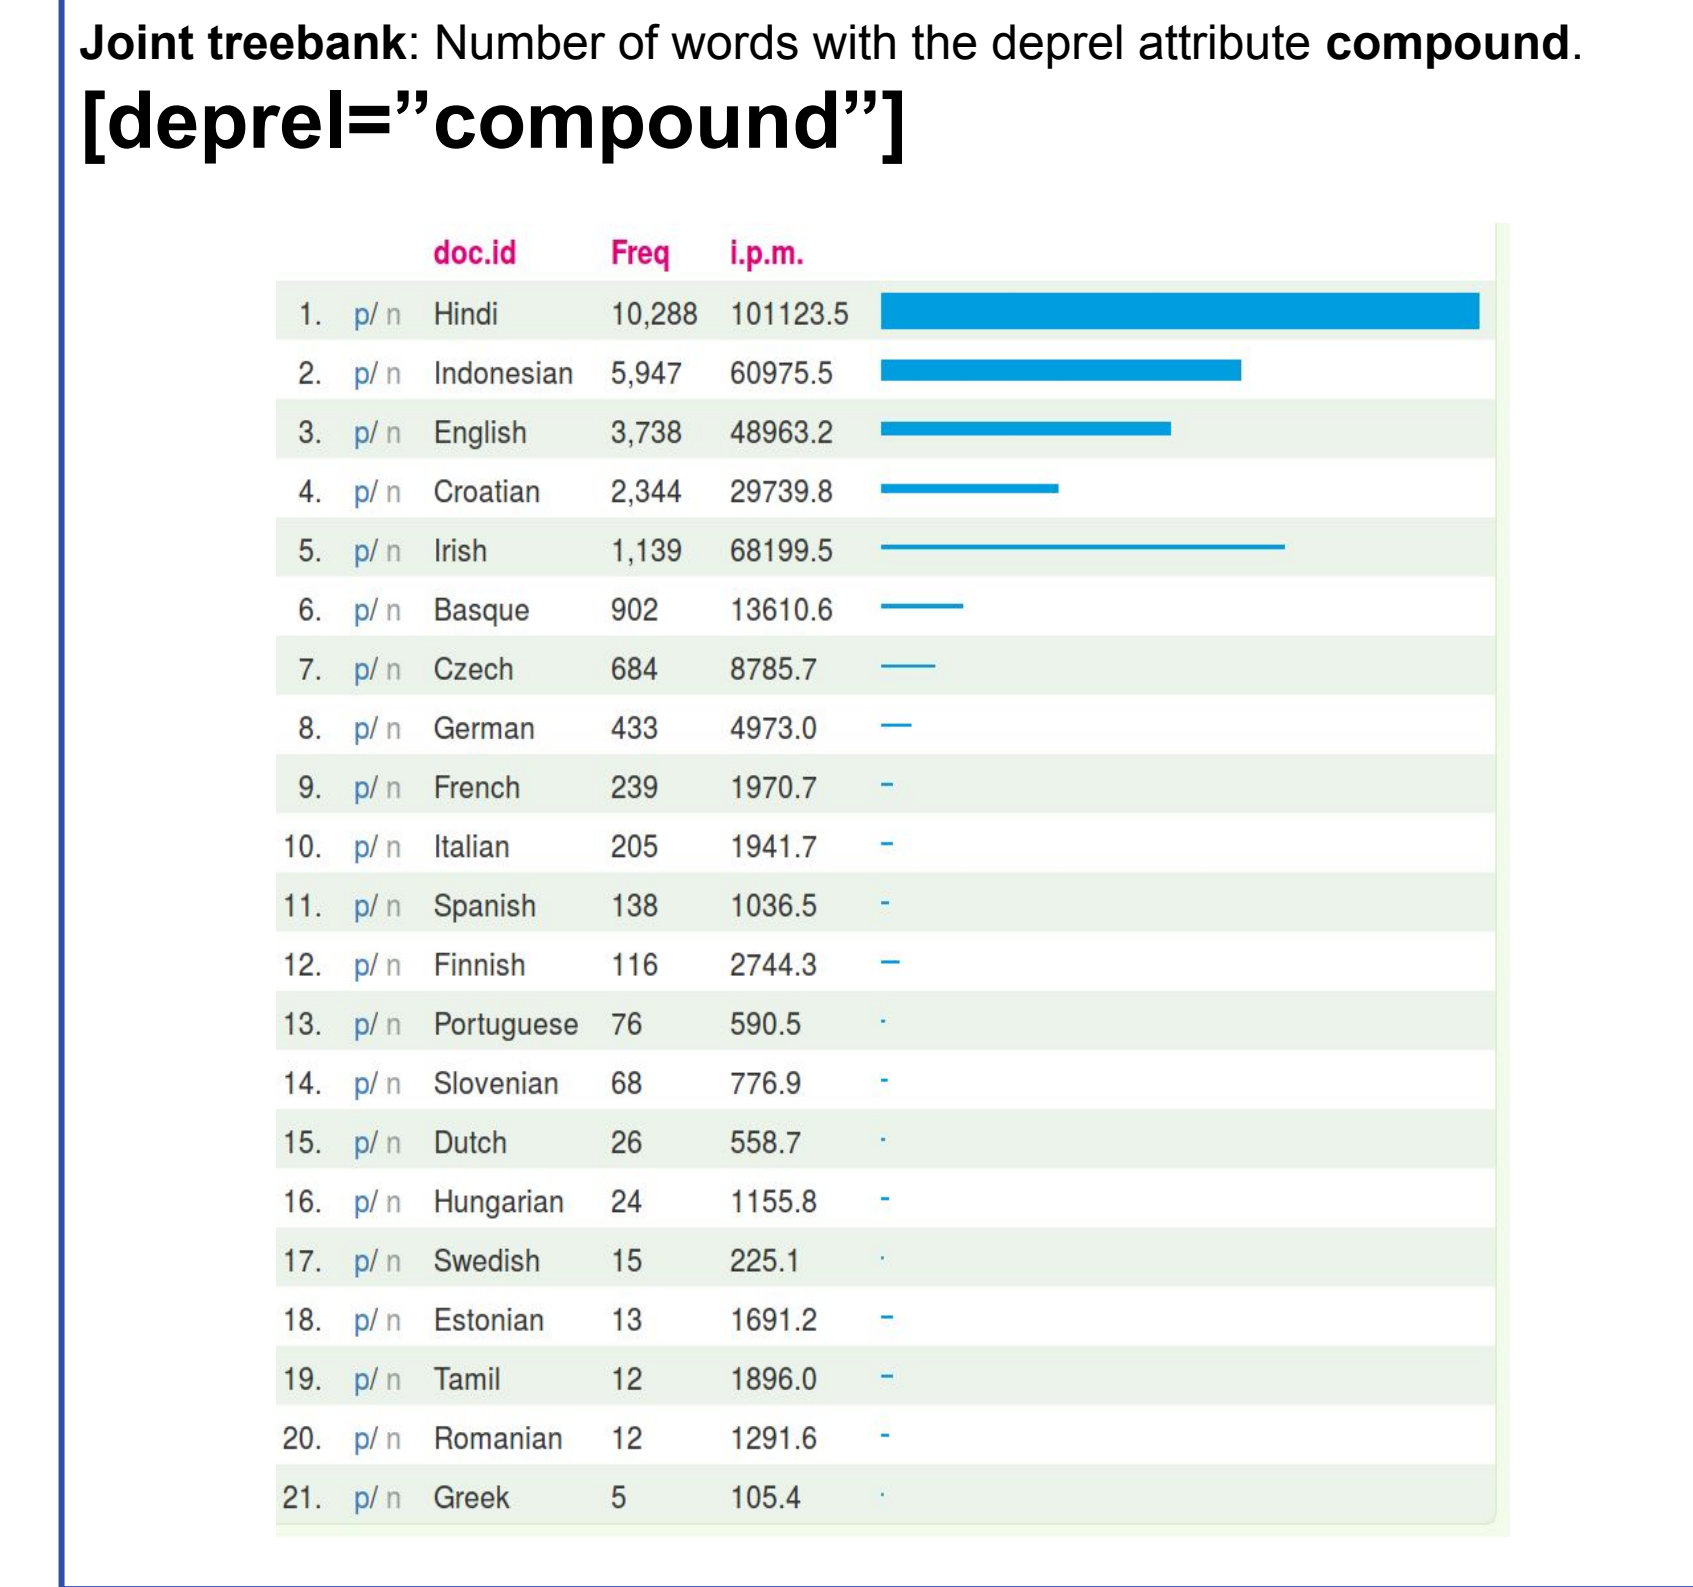 Joint treebank: Number of words with the deprel attribute compound.
[deprel=”compound”]
doc.id Freq i.p.m.
1. p/ n Hindi 10,288 101123.5
2. p/ n Indonesian 5,947 60975.5
3. p/ n English 3,738 48963.2
4. p/ n Croatian 2,344 29739.8
5. p/ n Irish 1,139 68199.5
6. p/ n Basque 902 13610.6
7. p/ n Czech 684 8785.7
8. p/ n German 433 4973.0
9. p/ n French 239 1970.7
10. p/ n Italian 205 1941.7
11. p/ n Spanish 138 1036.5
12. p/ n Finnish 116 2744.3
13. p/ n Portuguese 76 590.5
14. p/ n Slovenian 68 776.9
15. p/ n Dutch 26 558.7
16. p/ n Hungarian 24 1155.8
17. p/ n Swedish 15 225.1
18. p/ n Estonian 13 1691.2
19. p/ n Tamil 12 1896.0
20. p/ n Romanian 12 1291.6
21. p/ n Greek 5 105.4